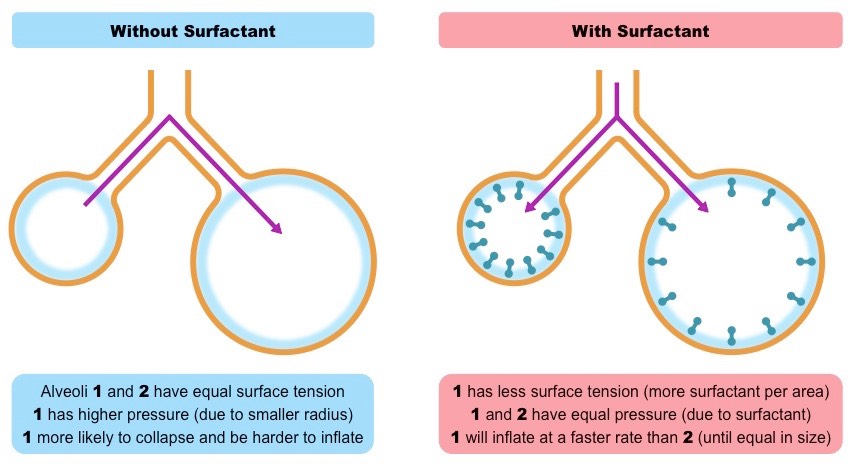 Without Surfactant
Alveoli 1 and 2 have equal surface tension
1 has higher pressure (due to smaller radius)
1 more likely to collapse and be harder to inflate
With Surfactant
1 has less surface tension (more surfactant per area)
1 and 2 have equal pressure (due to surfactant)
1 will inflate at a faster rate than 2 (until equal in size)